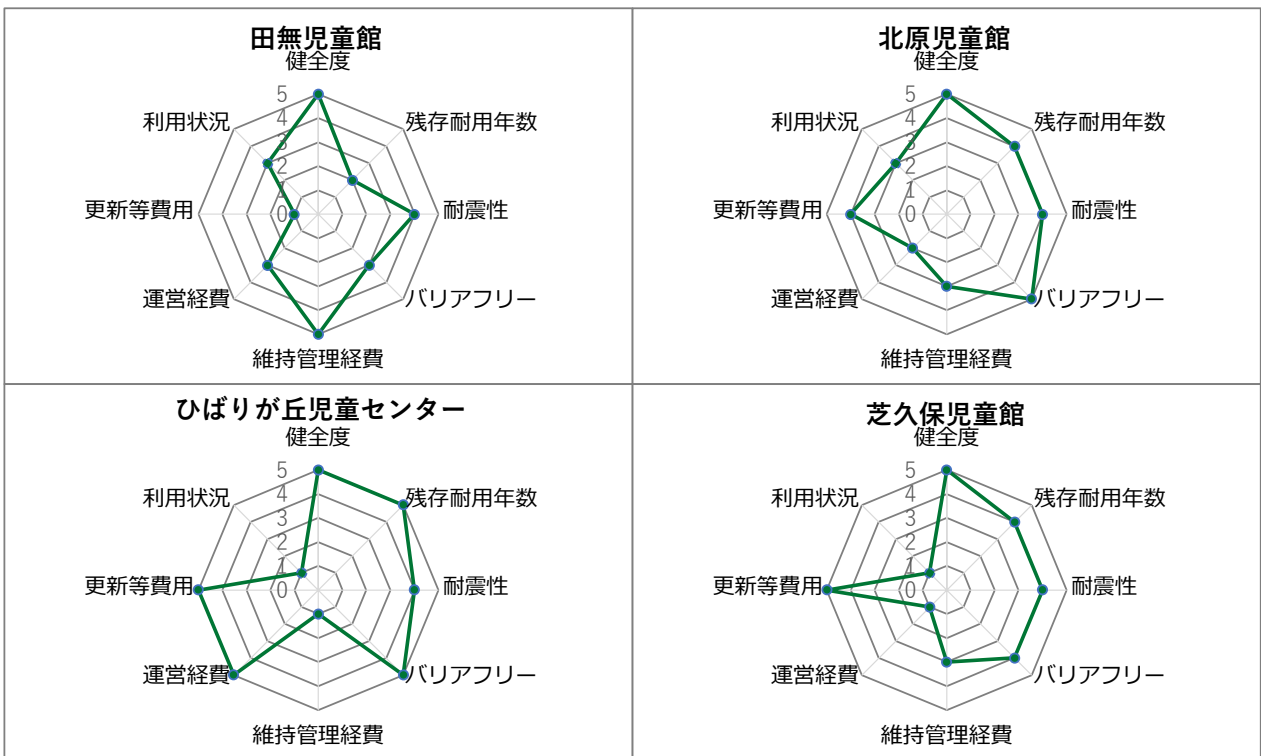 田無児童館
健全度
5
4
3
2
1
0
残存耐用年数
耐震性
バリアフリー
維持管理経費
運営経費
更新等費用
利用状況
北原児童館
健全度
5
4
3
2
1
0
残存耐用年数
耐震性
バリアフリー
維持管理経費
運営経費
更新等費用
利用状況
ひばりが丘児童センター
健全度
5
4
3
2
1
0
残存耐用年数
耐震性
バリアフリー
維持管理経費
運営経費
更新等費用
利用状況
芝久保児童館
健全度
5
4
3
2
1
0
残存耐用年数
耐震性
バリアフリー
維持管理経費
運営経費
更新等費用
利用状況